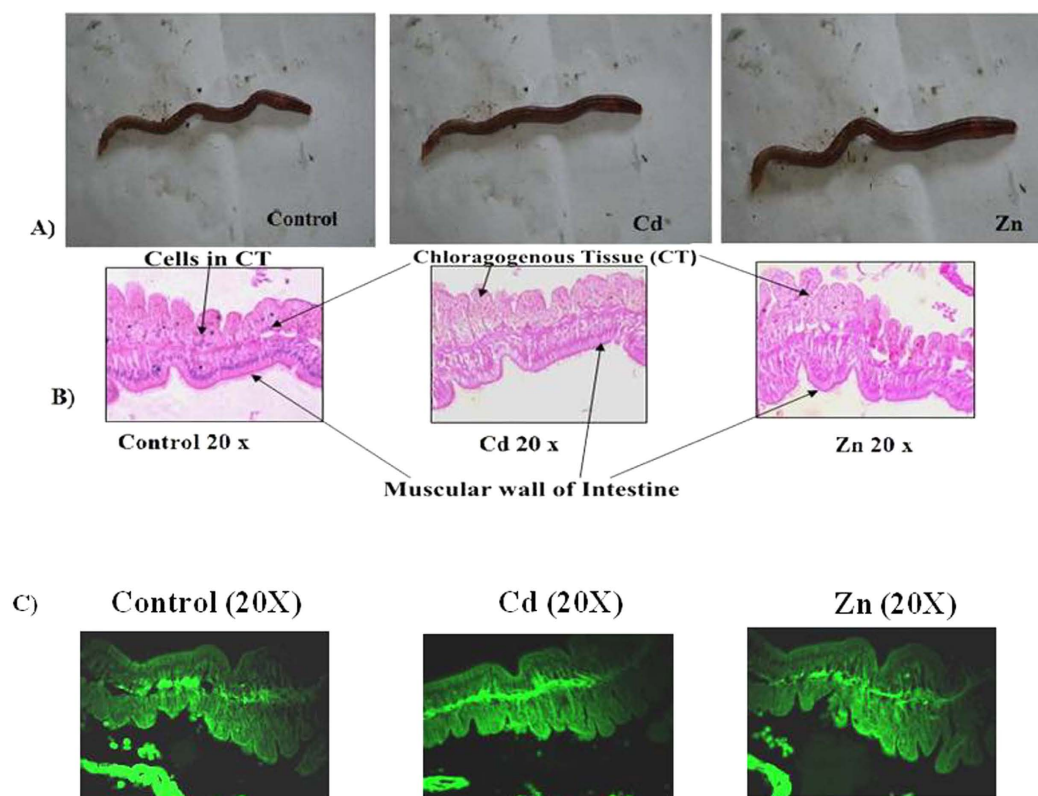 A)
Control
Cd
Zn
Cells in CT
Chloragogenous Tissue (CT)
B)
Control 20 x
Cd 20 x
Zn 20 x
Muscular wall of Intestine
C)
Control (20X)
Cd (20X)
Zn (20X)